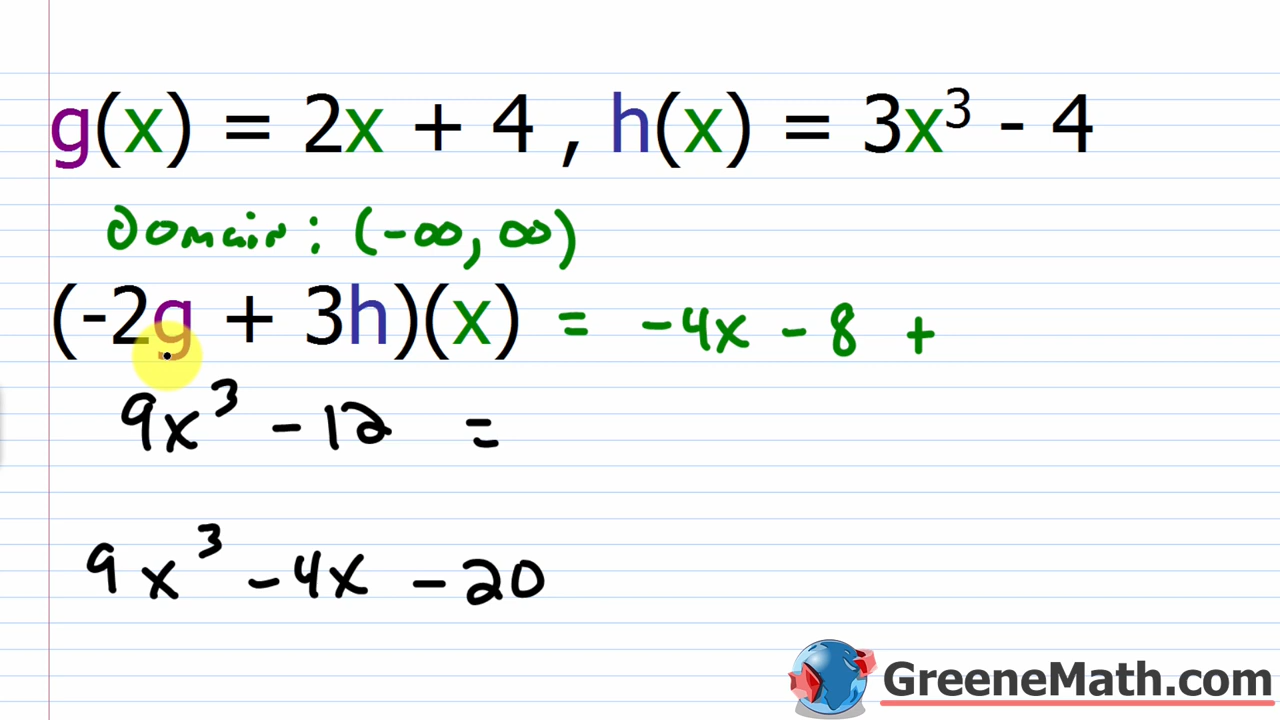 g(x) = 2x + 4 , h(x) = 3x³ - 4
Domain: (-∞, ∞)
(-2g + 3h)(x) = -4x - 8 +
9x³ - 12 =
9x³ - 4x - 20
GreeneMath.com